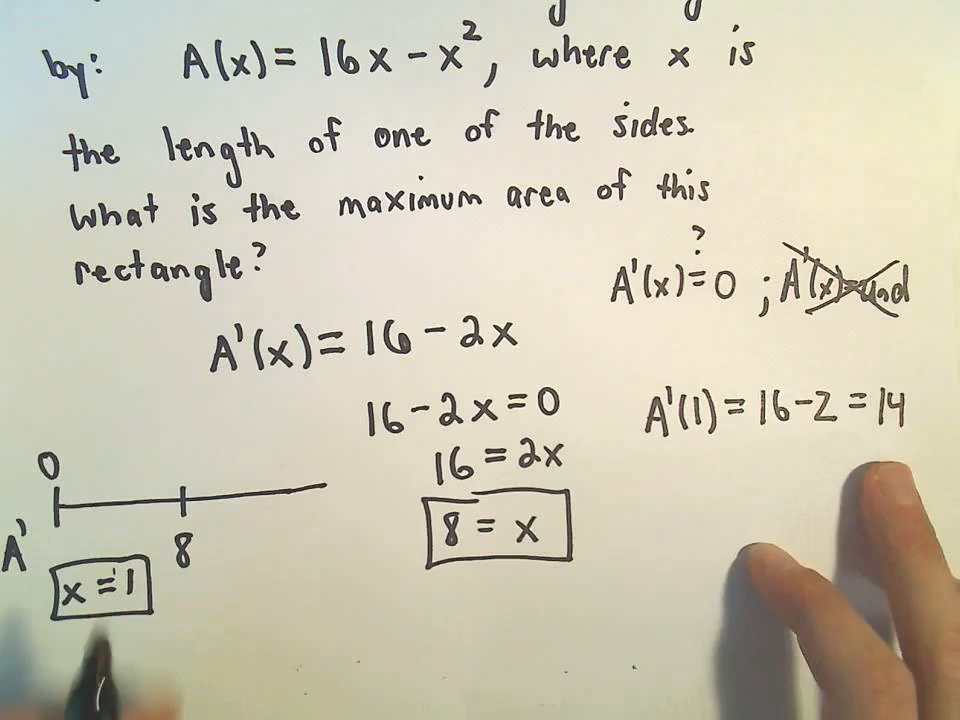 by: A(x) = 16x - x², where x is
the length of one of the sides.
What is the maximum area of this
rectangle?
A'(x) ?= 0 ; A'(x)=und
A'(x) = 16 - 2x
16 - 2x = 0
A'(1) = 16 - 2 = 14
16 = 2x
0
8 = x
A'
8
x = 1